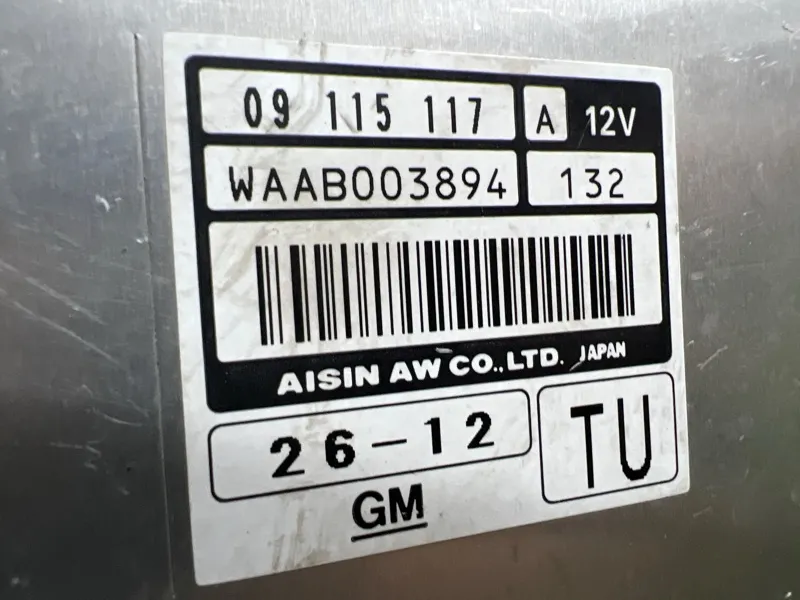 09 115 117 A 12V
WAAB003894 132
AISIN AW CO.,LTD. JAPAN
26-12 TU
GM